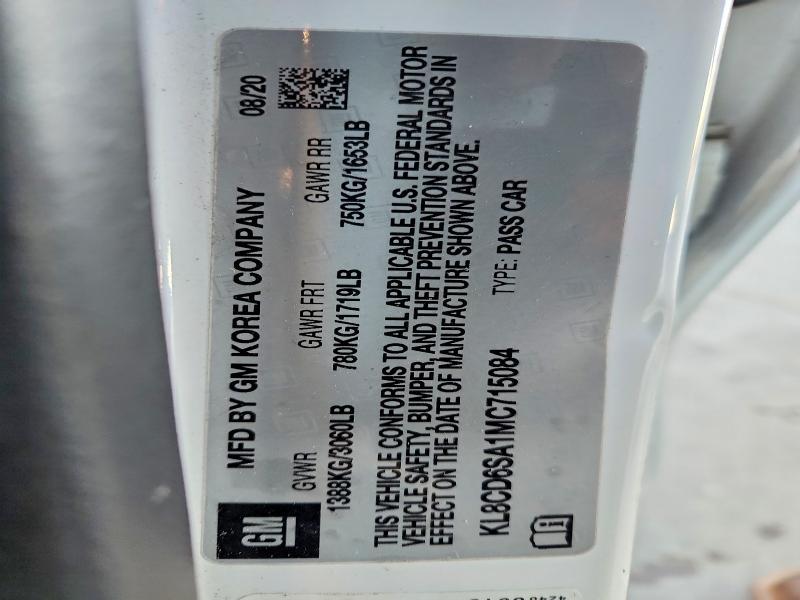 GM
MFD BY GM KOREA COMPANY 08/20
GVWR GAWR FRT GAWR RR
1388KG/3060LB 780KG/1719LB 750KG/1653LB
THIS VEHICLE CONFORMS TO ALL APPLICABLE U.S. FEDERAL MOTOR
VEHICLE SAFETY, BUMPER, AND THEFT PREVENTION STANDARDS IN
EFFECT ON THE DATE OF MANUFACTURE SHOWN ABOVE.
KL8CD6SA1MC715084 TYPE: PASS CAR